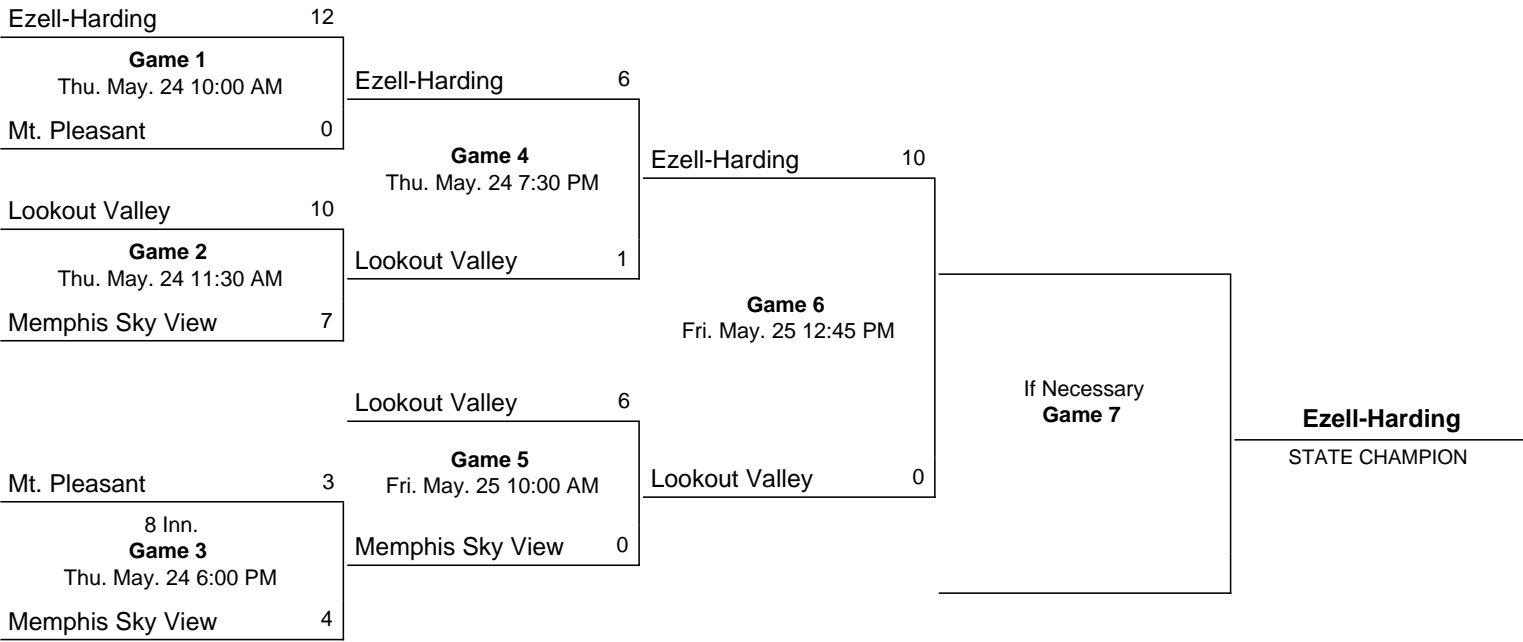 Ezell-Harding 12
Game 1
Thu. May. 24 10:00 AM
Mt. Pleasant 0
Lookout Valley 10
Game 2
Thu. May. 24 11:30 AM
Memphis Sky View 7
Mt. Pleasant 3
8 Inn.
Game 3
Thu. May. 24 6:00 PM
Memphis Sky View 4
Ezell-Harding 6
Game 4
Thu. May. 24 7:30 PM
Lookout Valley 1
Lookout Valley 6
Game 5
Fri. May. 25 10:00 AM
Memphis Sky View 0
Ezell-Harding 10
Game 6
Fri. May. 25 12:45 PM
Lookout Valley 0
If Necessary
Game 7
Ezell-Harding
STATE CHAMPION